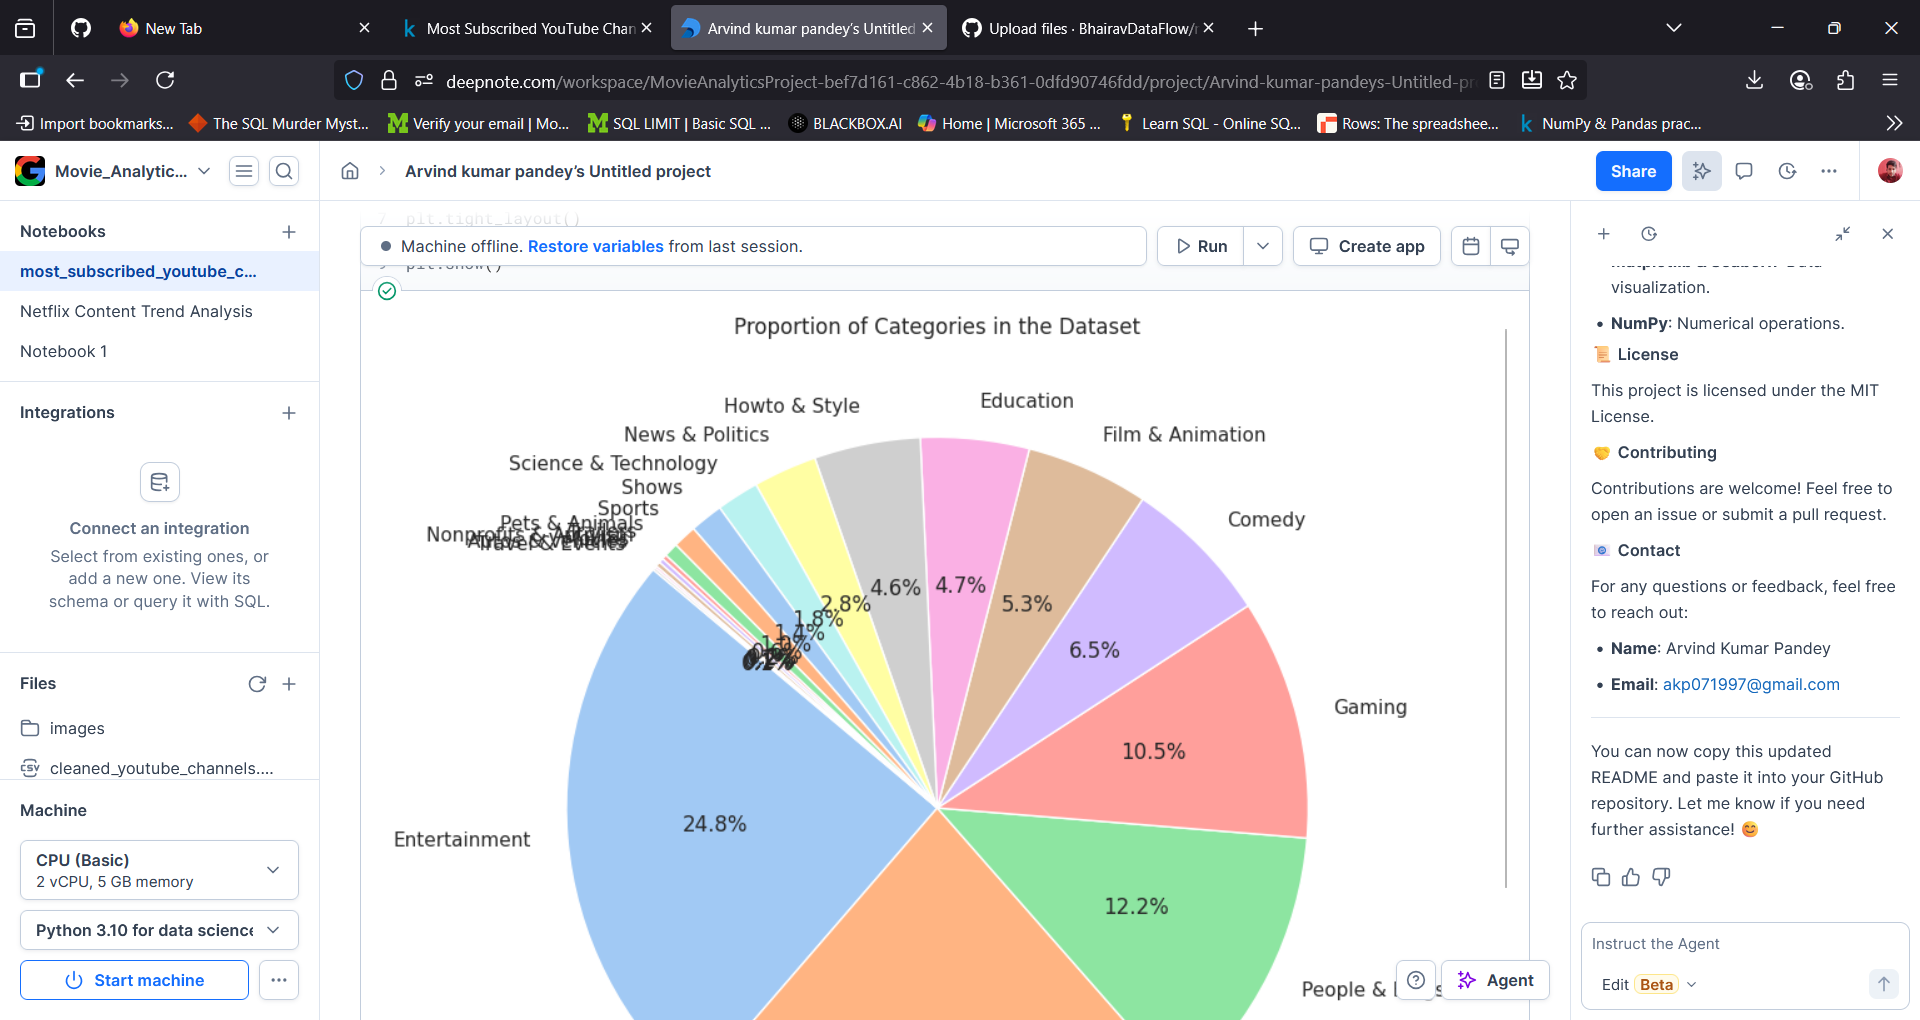 New Tab
Most Subscribed YouTube Chan
Arvind kumar pandey's Untitled
Upload files · BhairavDataFlow/r
deepnote.com/workspace/MovieAnalyticsProject-bef7d161-c862-4b18-b361-0dfd90746fdd/project/Arvind-kumar-pandeys-Untitled-pr
Import bookmarks...
The SQL Murder Myst...
Verify your email | Mo...
SQL LIMIT | Basic SQL ...
BLACKBOX.AI
Home | Microsoft 365 ...
Learn SQL - Online SQ...
Rows: The spreadshee...
NumPy & Pandas prac...
Movie_Analytic...
Arvind kumar pandey's Untitled project
Share
Notebooks
most_subscribed_youtube_c...
Netflix Content Trend Analysis
Notebook 1
Integrations
Connect an integration
Select from existing ones, or
add a new one. View its
schema or query it with SQL.
Files
images
CSV
cleaned_youtube_channels....
Machine
CPU (Basic)
2 vCPU, 5 GB memory
Python 3.10 for data science
Start machine
7 plt.tight_layout()
Machine offline. Restore variables from last session.
Run
Create app
plt.show()
Proportion of Categories in the Dataset
Howto & Style
Education
News & Politics
Film & Animation
Science & Technology
Shows
Sports
Pets & Animals
Comedy
Travel & Events
4.6%
4.7%
2.8%
5.3%
1.8%
1.4%
6.5%
Gaming
10.5%
24.8%
Entertainment
12.2%
People &
Agent
visualization.
• NumPy: Numerical operations.
📜 License
This project is licensed under the MIT
License.
🤝 Contributing
Contributions are welcome! Feel free to
open an issue or submit a pull request.
📧 Contact
For any questions or feedback, feel free
to reach out:
• Name: Arvind Kumar Pandey
• Email: akp071997@gmail.com
You can now copy this updated
README and paste it into your GitHub
repository. Let me know if you need
further assistance! 😊
Instruct the Agent
Edit Beta